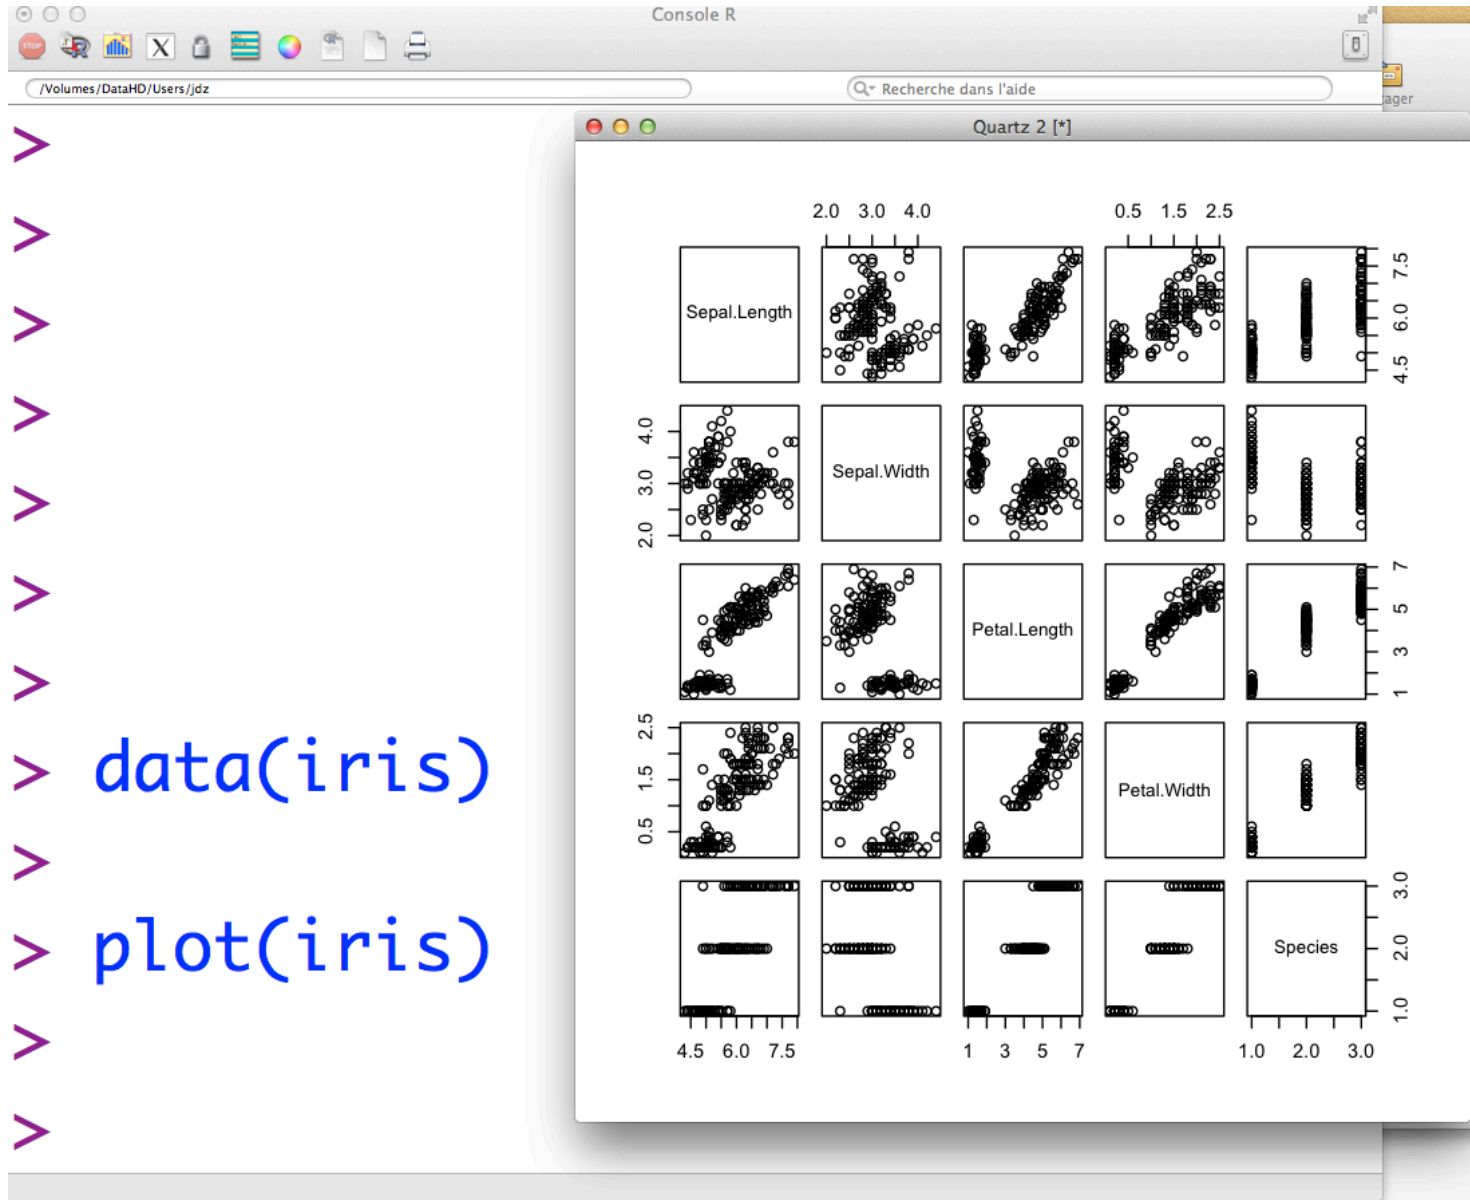 Console R
STOP
X
/Volumes/DataHD/Users/jdz
Recherche dans l'aide
tager
Quartz 2 [*]
>
>
>
>
>
>
>
> data(iris)
>
> plot(iris)
>
>
2.0 3.0 4.0
0.5 1.5 2.5
Sepal.Length
4.5 6.0 7.5
2.0 3.0 4.0
Sepal.Width
Petal.Length
1 3 5 7
0.5 1.5 2.5
Petal.Width
Species
1.0 2.0 3.0
4.5 6.0 7.5
1 3 5 7
1.0 2.0 3.0